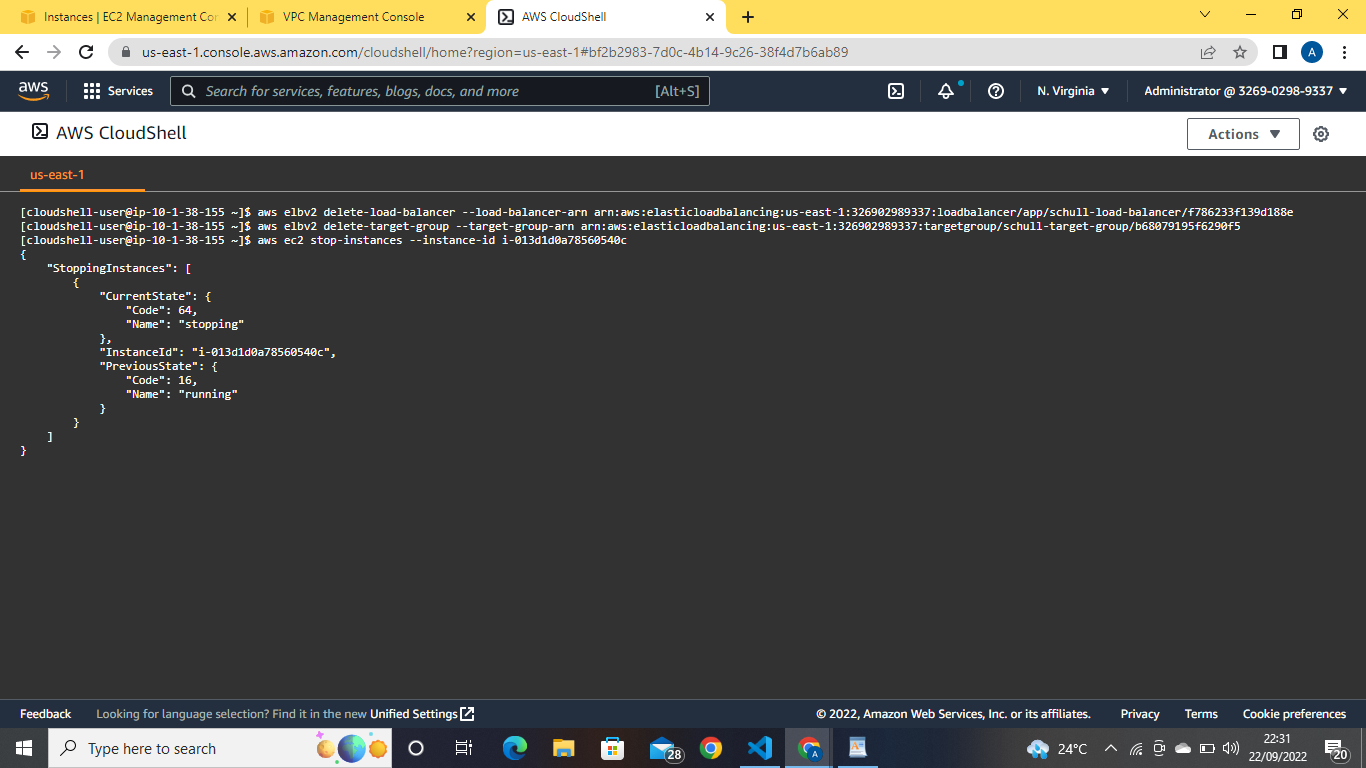 Instances | EC2 Management Con
VPC Management Console
AWS CloudShell
us-east-1.console.aws.amazon.com/cloudshell/home?region=us-east-1#bf2b2983-7d0c-4b14-9c26-38f4d7b6ab89
A
aws
Services
Search for services, features, blogs, docs, and more
[Alt+S]
N. Virginia
Administrator @ 3269-0298-9337
AWS CloudShell
Actions
us-east-1
[cloudshell-user@ip-10-1-38-155 ~]$ aws elbv2 delete-load-balancer --load-balancer-arn arn:aws:elasticloadbalancing:us-east-1:326902989337:loadbalancer/app/schull-load-balancer/f786233f139d188e
[cloudshell-user@ip-10-1-38-155 ~]$ aws elbv2 delete-target-group --target-group-arn arn:aws:elasticloadbalancing:us-east-1:326902989337:targetgroup/schull-target-group/b68079195f6290f5
[cloudshell-user@ip-10-1-38-155 ~]$ aws ec2 stop-instances --instance-id i-013d1d0a78560540c
{
    "StoppingInstances": [
        {
            "CurrentState": {
                "Code": 64,
                "Name": "stopping"
            },
            "InstanceId": "i-013d1d0a78560540c",
            "PreviousState": {
                "Code": 16,
                "Name": "running"
            }
        }
    ]
}
Feedback
Looking for language selection? Find it in the new Unified Settings
© 2022, Amazon Web Services, Inc. or its affiliates.
Privacy
Terms
Cookie preferences
Type here to search
28
A
24°C
22:31
22/09/2022
20